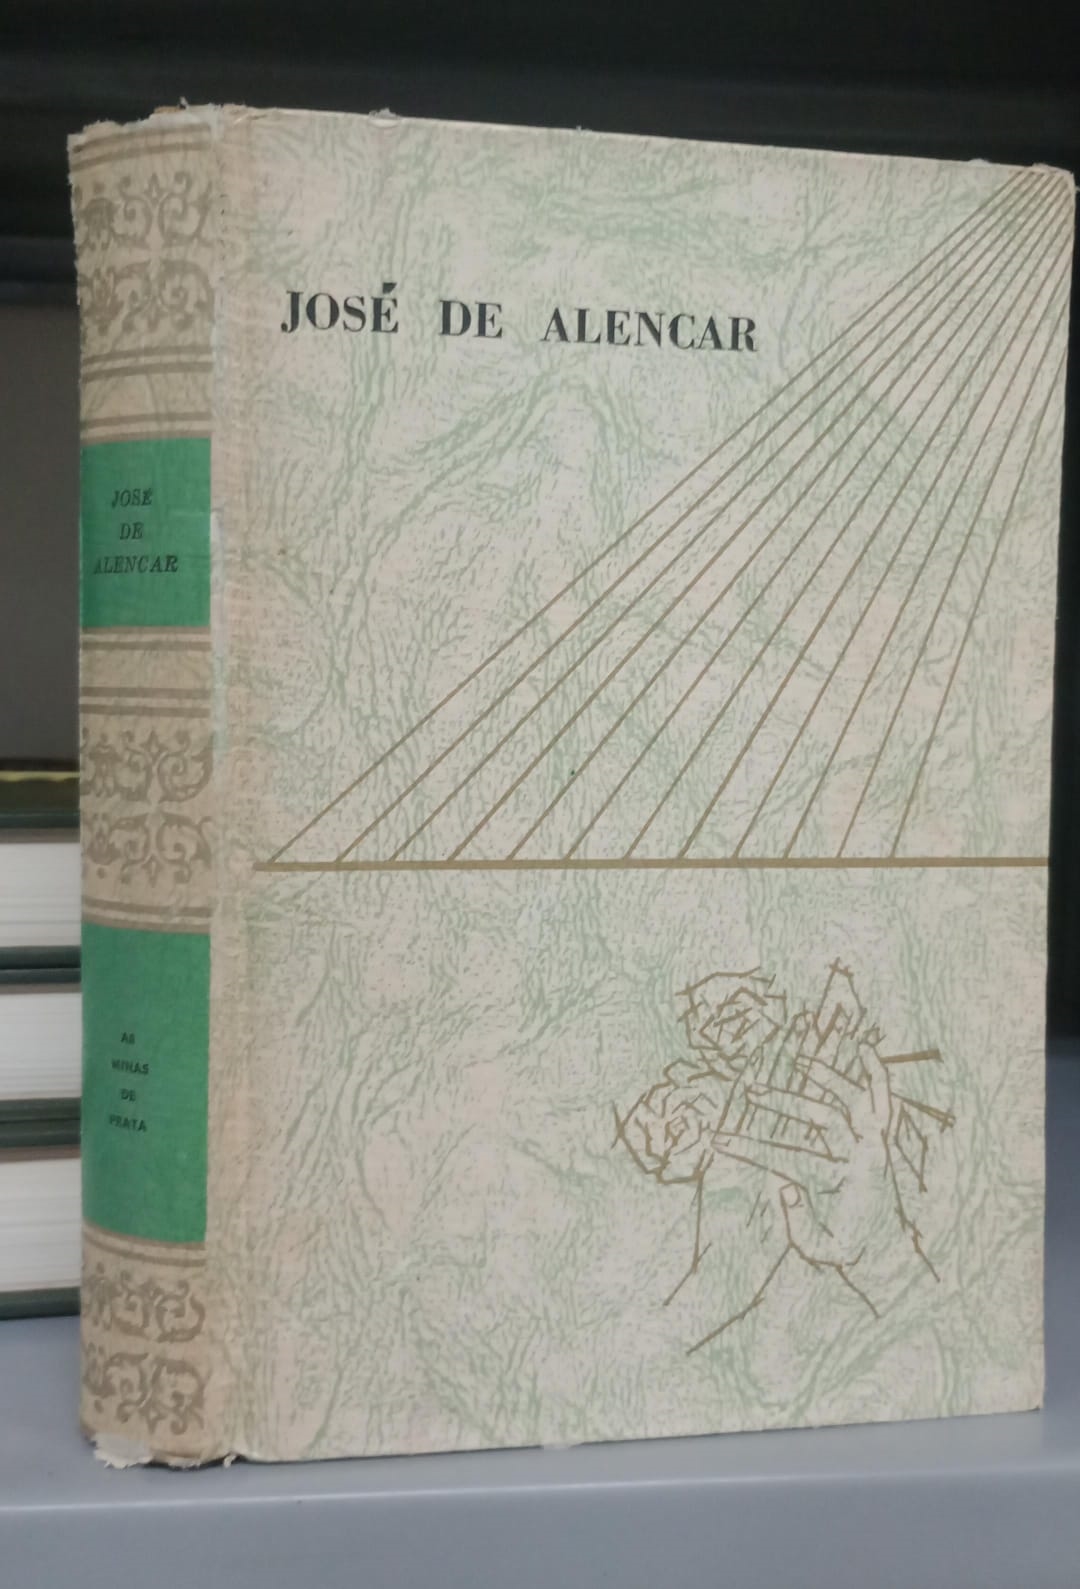 JOSÉ DE ALENCAR
JOSÉ
DE
ALENCAR
AS
MINAS
DE
PRATA